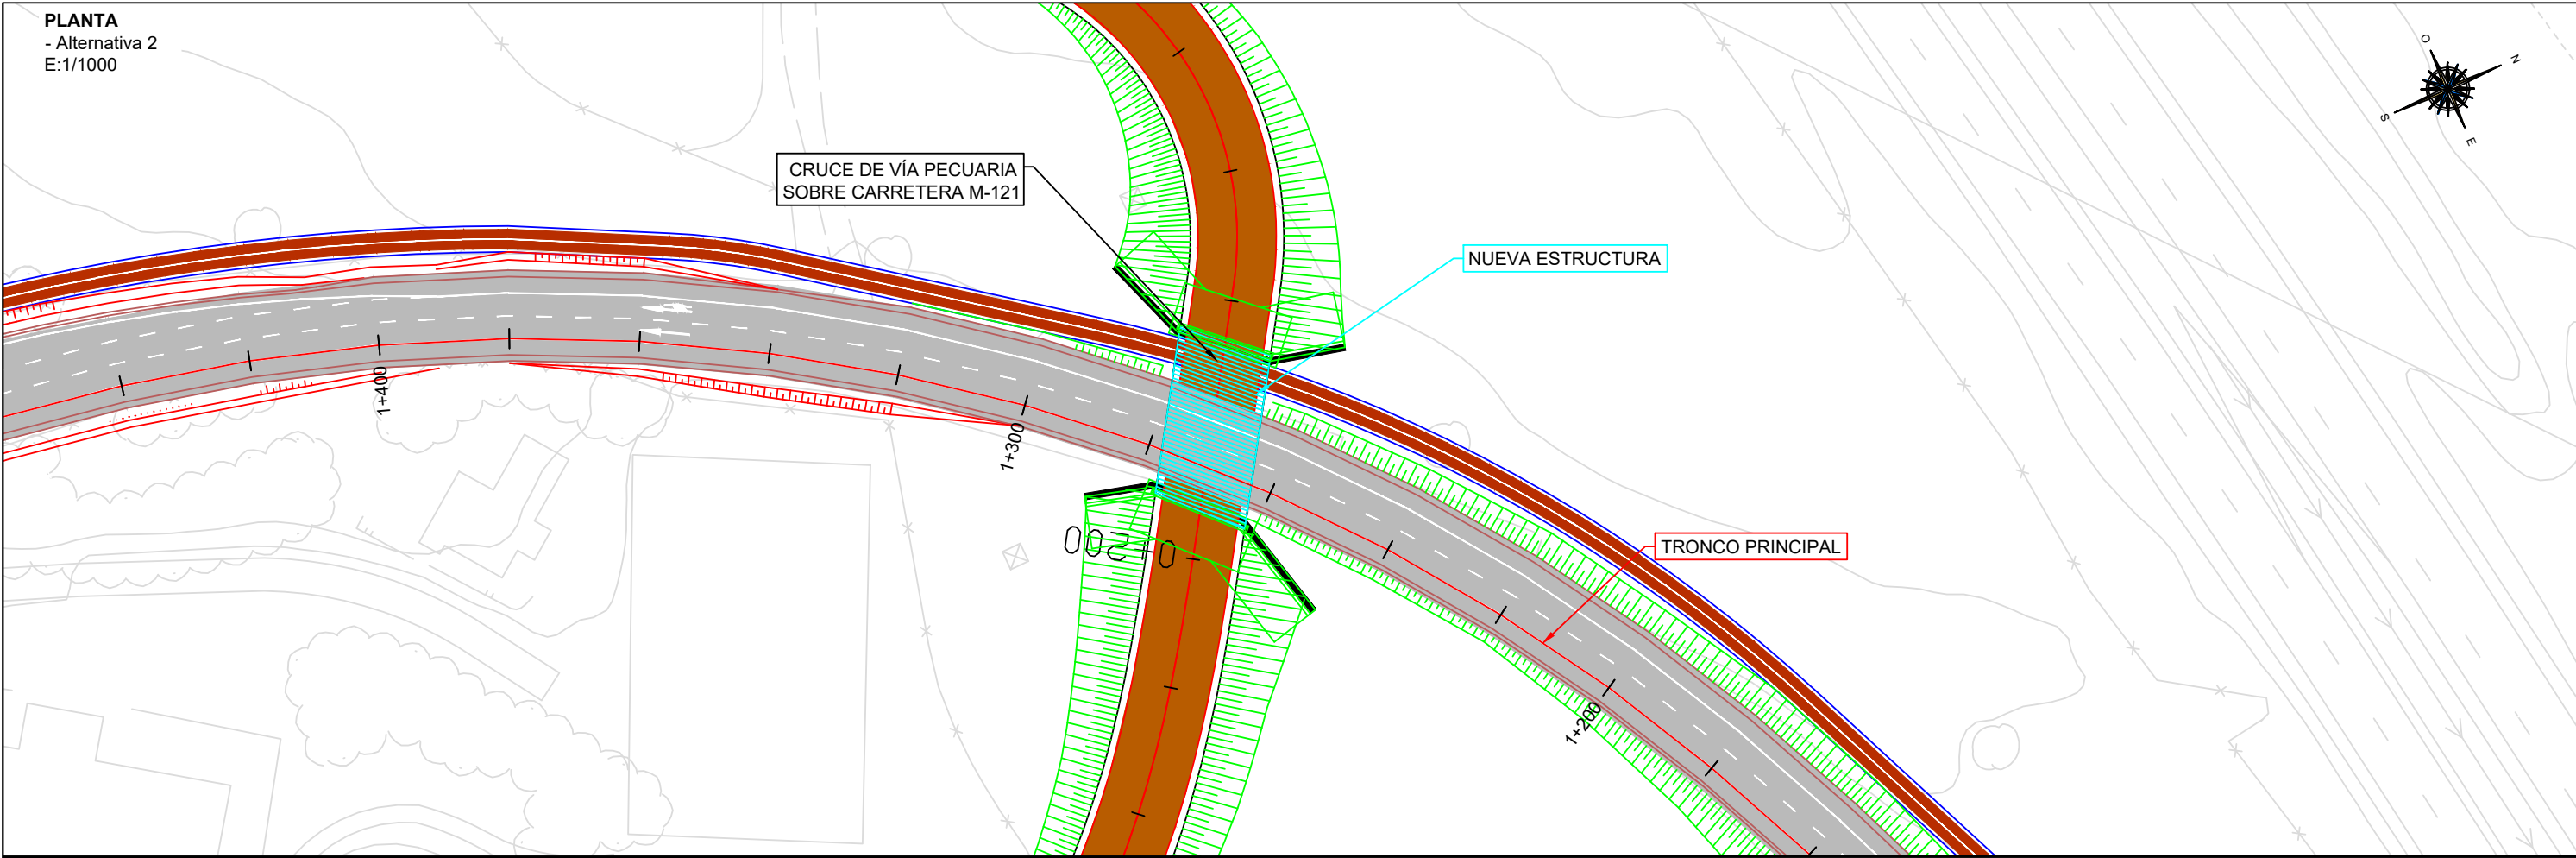 PLANTA
- Alternativa 2
E:1/1000
O
N
S
E
CRUCE DE VÍA PECUARIA
SOBRE CARRETERA M-121
NUEVA ESTRUCTURA
1+400
1+300
0+200
TRONCO PRINCIPAL
1+200